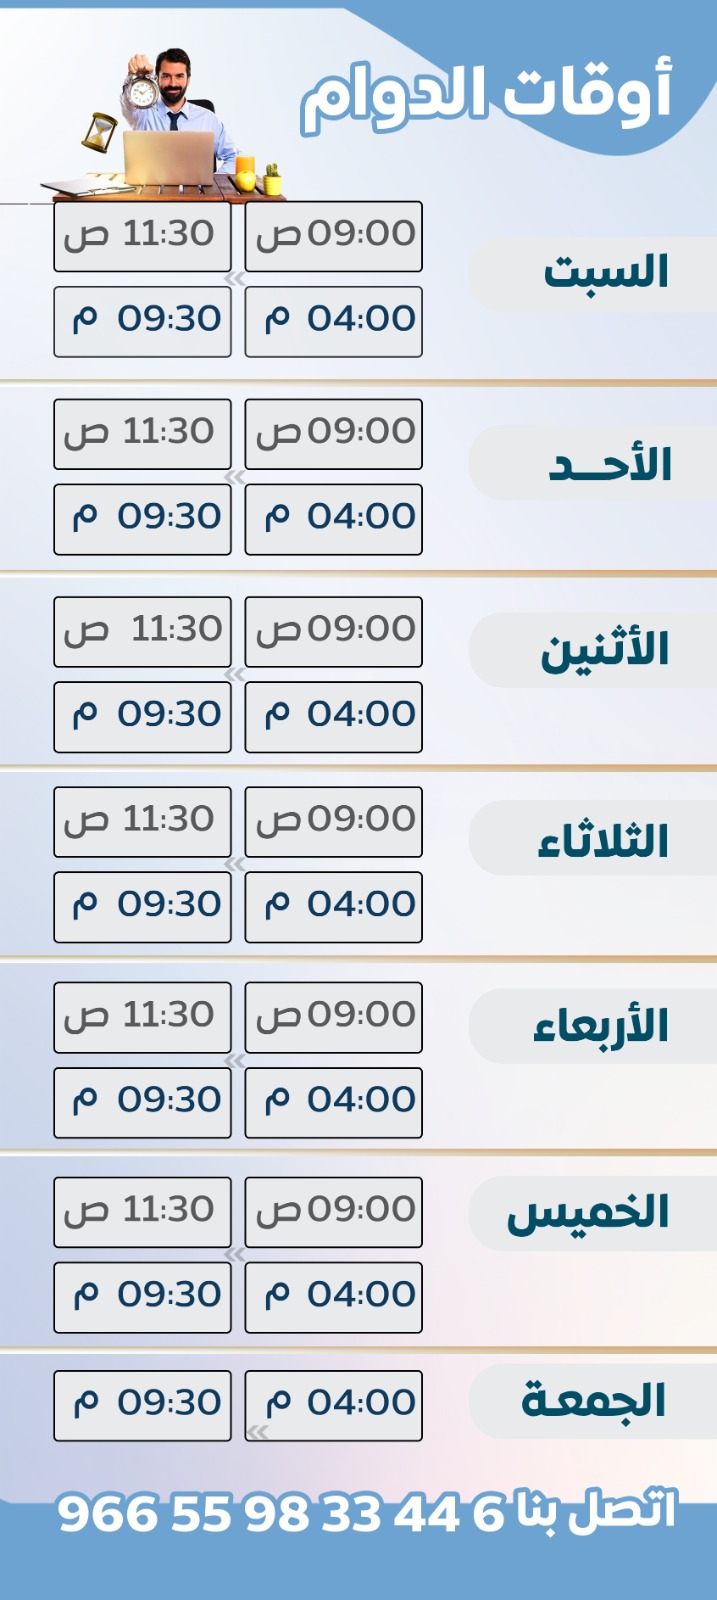 أوقات الدوام
09:00 ص « 11:30 ص
السبت
04:00 م 09:30 م
09:00 ص « 11:30 ص
الأحــد
04:00 م 09:30 م
09:00 ص « 11:30 ص
الأثنين
04:00 م 09:30 م
09:00 ص « 11:30 ص
الثلاثاء
04:00 م 09:30 م
09:00 ص « 11:30 ص
الأربعاء
04:00 م 09:30 م
09:00 ص « 11:30 ص
الخميس
04:00 م 09:30 م
الجمعة 04:00 م « 09:30 م
اتصل بنا 6 44 33 98 55 966